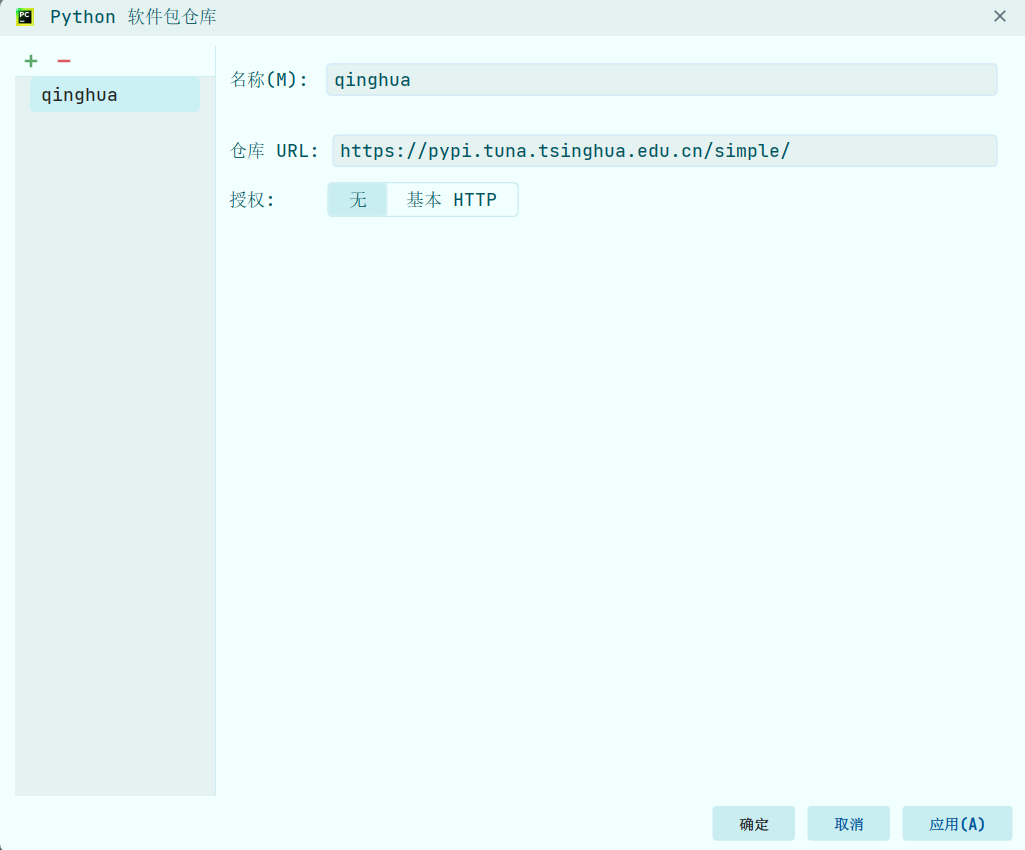 Python 软件包仓库
qinghua
名称(M): qinghua
仓库 URL: https://pypi.tuna.tsinghua.edu.cn/simple/
授权: 无 基本 HTTP
确定 取消 应用(A)